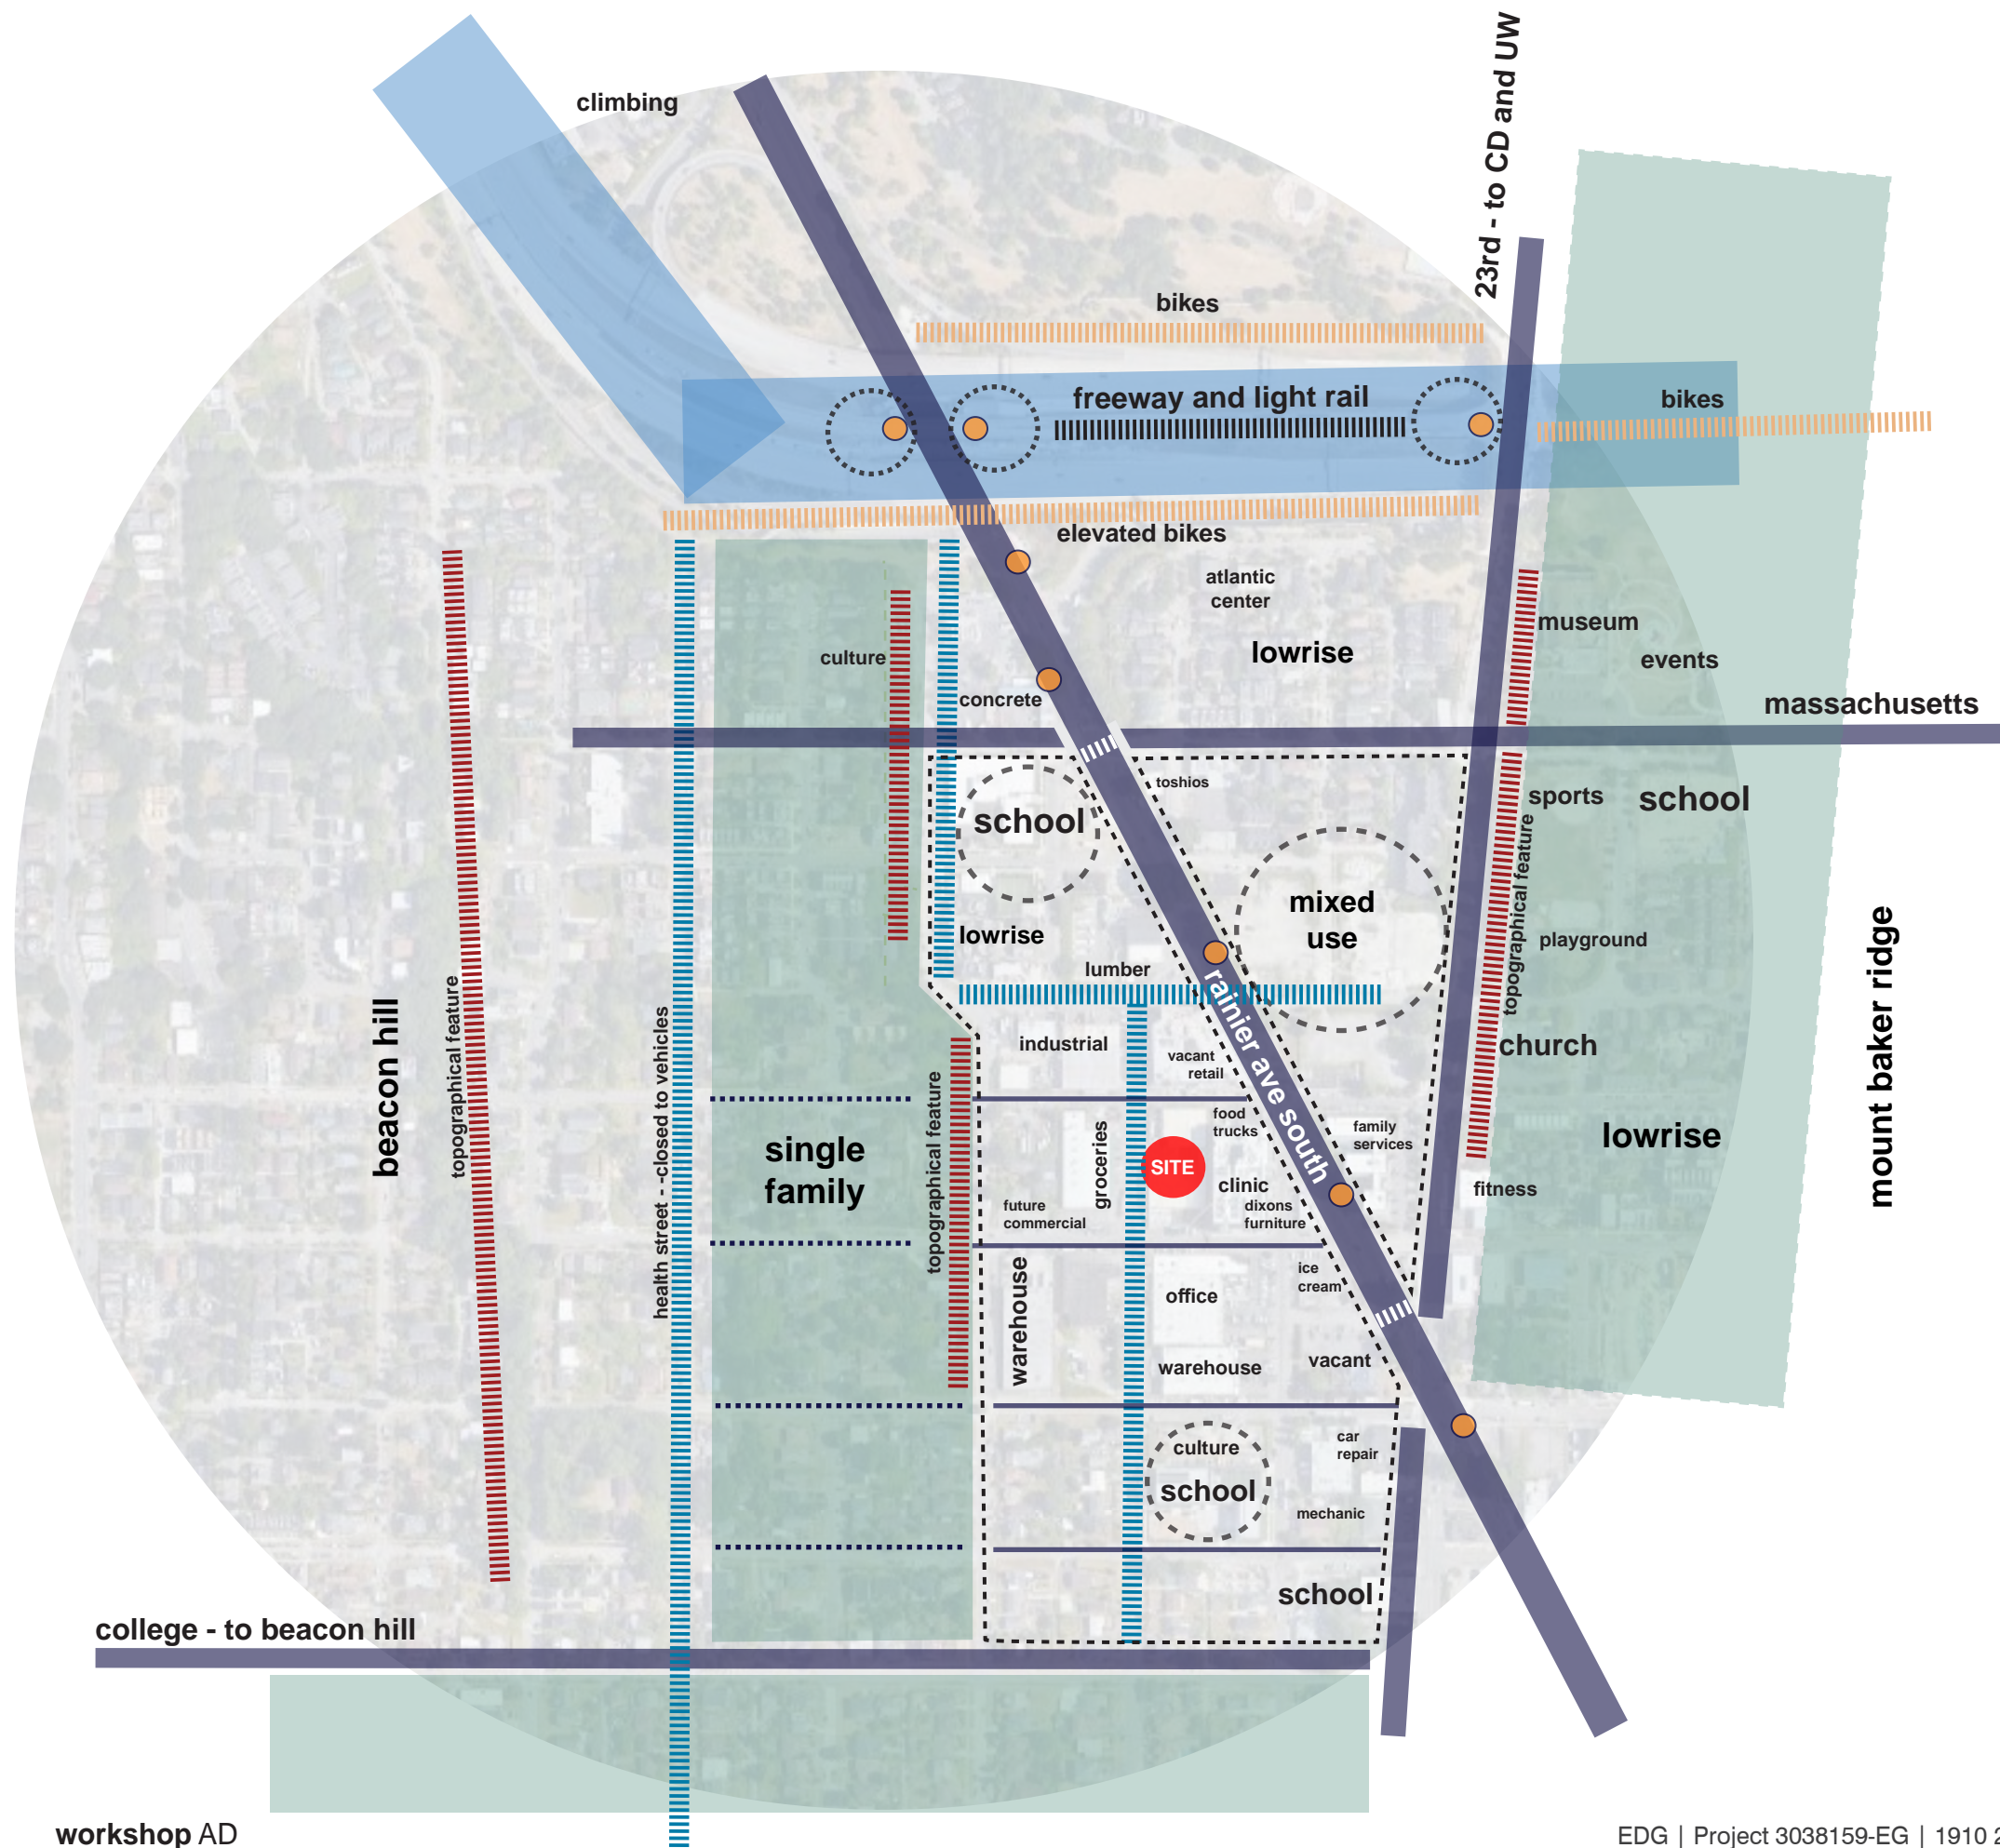 climbing
23rd - to CD and UW
bikes
freeway and light rail
bikes
elevated bikes
atlantic
center
museum
lowrise
culture
events
concrete
massachusetts
toshios
sports
school
school
topographical feature
mixed
use
lowrise
playground
lumber
mount baker ridge
beacon hill
topographical feature
health street - -closed to vehicles
industrial
church
vacant
retail
rainier ave south
food
trucks
family
services
single
family
topographical feature
groceries
SITE
lowrise
clinic
fitness
future
commercial
dixons
furniture
warehouse
ice
cream
office
warehouse
vacant
culture
school
car
repair
mechanic
school
college - to beacon hill
workshop AD
EDG | Project 3038159-EG | 1910 2